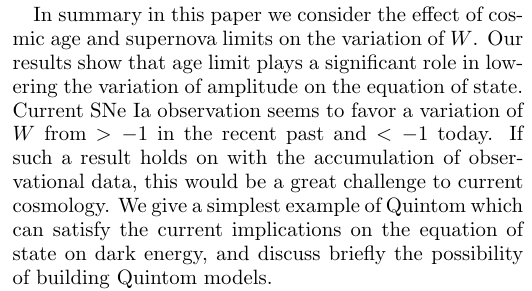 In summary in this paper we consider the effect of cos-
mic age and supernova limits on the variation of W. Our
results show that age limit plays a significant role in low-
ering the variation of amplitude on the equation of state.
Current SNe Ia observation seems to favor a variation of
W from > −1 in the recent past and < −1 today. If
such a result holds on with the accumulation of obser-
vational data, this would be a great challenge to current
cosmology. We give a simplest example of Quintom which
can satisfy the current implications on the equation of
state on dark energy, and discuss briefly the possibility
of building Quintom models.